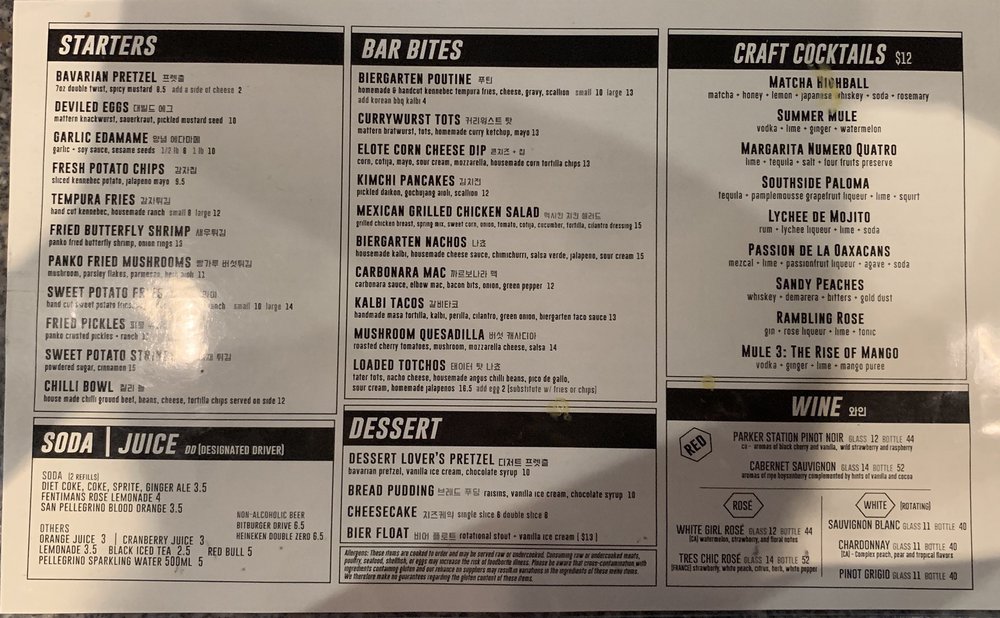 STARTERS
BAVARIAN PRETZEL 프렛즐
7oz double twist, spicy mustard 8.5 add a side of cheese 2
DEVILED EGGS 데빌드 에그
mattern knackwurst, sauerkraut, pickled mustard seed 10
GARLIC EDAMAME 양념 에다마메
garlic + soy sauce, sesame seeds 1/2 lb 6 1 lb 10
FRESH POTATO CHIPS 감자칩
sliced kennebec potato, jalapeno mayo 9.5
TEMPURA FRIES 감자튀김
hand cut kennebec, housemade ranch small 8 large 12
FRIED BUTTERFLY SHRIMP 새우튀김
panko fried butterfly shrimp, onion rings 13
PANKO FRIED MUSHROOMS 빵가루 버섯튀김
mushroom, parsley flakes, parmesan, 11
SWEET POTATO FRIES
hand cut sweet potato fries, small 10 large 14
FRIED PICKLES
panko crusted pickles + ranch
SWEET POTATO 튀김
powdered sugar, cinnamon 15
CHILLI BOWL 칠리 볼
house made chilli ground beef, beans, cheese, tortilla chips served on side 12
SODA | JUICE DD (DESIGNATED DRIVER)
SODA (2 REFILLS)
DIET COKE, COKE, SPRITE, GINGER ALE 3.5
FENTIMANS ROSE LEMONADE 4
SAN PELLEGRINO BLOOD ORANGE 3.5
NON-ALCOHOLIC BEER
BITBURGER DRIVE 6.5
HEINEKEN DOUBLE ZERO 6.5
OTHERS
ORANGE JUICE 3 | CRANBERRY JUICE 3
LEMONADE 3.5 BLACK ICED TEA 2.5 RED BULL 5
PELLEGRINO SPARKLING WATER 500ML 5
BAR BITES
BIERGARTEN POUTINE 푸틴
homemade & handcut kennebec tempura fries, cheese, gravy, scallion small 10 large 13
add korean bbq kalbi 4
CURRYWURST TOTS 커리워스트 탓
mattern bratwurst, tots, homemade curry ketchup, mayo 13
ELOTE CORN CHEESE DIP 콘치즈 + 칩
corn, cotija, mayo, sour cream, mozzarella, housemade corn tortilla chips 13
KIMCHI PANCAKES 김치전
pickled daikon, gochujang aioli, scallion 12
MEXICAN GRILLED CHICKEN SALAD 멕시칸 치킨 샐러드
grilled chicken breast, spring mix, sweet corn, onion, tomato, cotija, cucumber, tortilla, cilantro dressing 15
BIERGARTEN NACHOS 나쵸
housemade kalbi, housemade cheese sauce, chimichurri, salsa verde, jalapeno, sour cream 15
CARBONARA MAC 까르보나라 맥
carbonara sauce, elbow mac, bacon bits, onion, green pepper 12
KALBI TACOS 갈비타코
handmade masa tortilla, kalbi, perilla, cilantro, green onion, biergarten taco sauce 13
MUSHROOM QUESADILLA 버섯 캐사디아
roasted cherry tomatoes, mushroom, mozzarella cheese, salsa 14
LOADED TOTCHOS 테이터 탓 나쵸
tater tots, nacho cheese, housemade angus chilli beans, pico de gallo,
sour cream, homemade jalapenos 16.5 add egg 2 (substitute w/ fries or chips)
DESSERT
DESSERT LOVER'S PRETZEL 디저트 프렛즐
bavarian pretzel, vanilla ice cream, chocolate syrup 10
BREAD PUDDING 브레드 푸딩 raisins, vanilla ice cream, chocolate syrup 10
CHEESECAKE 치즈케익 single slice 6 double slice 8
BIER FLOAT 비어 플로트 rotational stout + vanilla ice cream | $13 |
Allergens: These items are cooked to order and may be served raw or undercooked. Consuming raw or undercooked meats,
poultry, seafood, shellfish, or eggs may increase the risk of foodborne illness. Please be aware that cross-contamination with
ingredients containing gluten and our reliance on suppliers may result in variations in the ingredients of these menu items.
We therefore make no guarantees regarding the gluten content of these items.
CRAFT COCKTAILS $12
MATCHA HIGHBALL
matcha + honey + lemon + japanese whiskey + soda + rosemary
SUMMER MULE
vodka + lime + ginger + watermelon
MARGARITA NUMERO QUATRO
lime + tequila + salt + four fruits preserve
SOUTHSIDE PALOMA
tequila + pamplemousse grapefruit liqueur + lime + squirt
LYCHEE DE MOJITO
rum + lychee liqueur + lime + soda
PASSION DE LA OAXACANS
mezcal + lime + passionfruit liqueur + agave + soda
SANDY PEACHES
whiskey + demarera + bitters + gold dust
RAMBLING ROSE
gin + rose liqueur + lime + tonic
MULE 3: THE RISE OF MANGO
vodka + ginger + lime + mango puree
WINE 와인
RED
PARKER STATION PINOT NOIR GLASS 12 BOTTLE 44
ca - aromas of black cherry and vanilla, wild strawberry and raspberry
CABERNET SAUVIGNON GLASS 14 BOTTLE 52
aromas of ripe boysenberry complemented by hints of vanilla and cocoa
ROSÉ
WHITE GIRL ROSÉ GLASS 12 BOTTLE 44
(CA) watermelon, strawberry, and floral notes
TRES CHIC ROSÉ GLASS 14 BOTTLE 52
(FRANCE) strawberry, white peach, citrus, herb, white pepper
WHITE (ROTATING)
SAUVIGNON BLANC GLASS 11 BOTTLE 40
CHARDONNAY GLASS 11 BOTTLE 40
(CA) - Complex peach, pear and tropical flavors
PINOT GRIGIO GLASS 11 BOTTLE 40